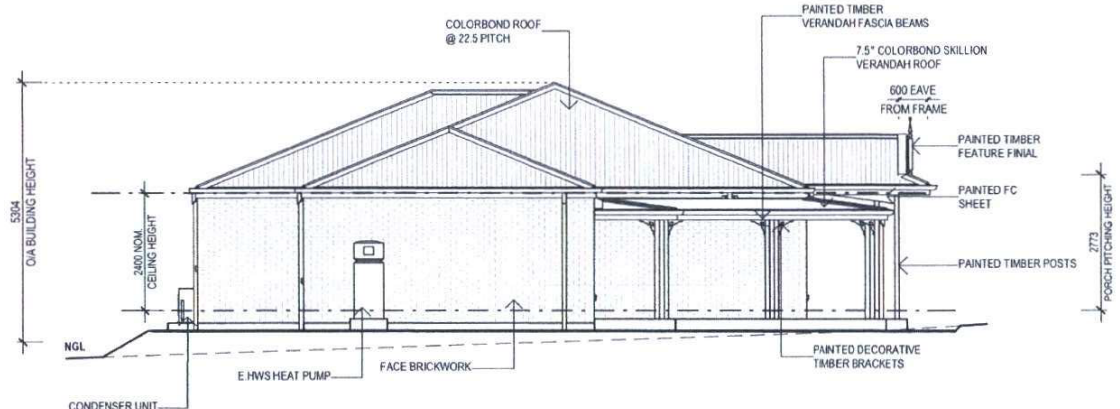 PAINTED TIMBER
VERANDAH FASCIA BEAMS
COLORBOND ROOF
@ 22.5 PITCH
7.5° COLORBOND SKILLION
VERANDAH ROOF
600 EAVE
FROM FRAME
PAINTED TIMBER
FEATURE FINIAL
PAINTED FC
SHEET
5304
O/A BUILDING HEIGHT
2400 NOM.
CEILING HEIGHT
2773
PORCH PITCHING HEIGHT
PAINTED TIMBER POSTS
NGL
PAINTED DECORATIVE
TIMBER BRACKETS
E.HWS HEAT PUMP
FACE BRICKWORK
CONDENSER UNIT